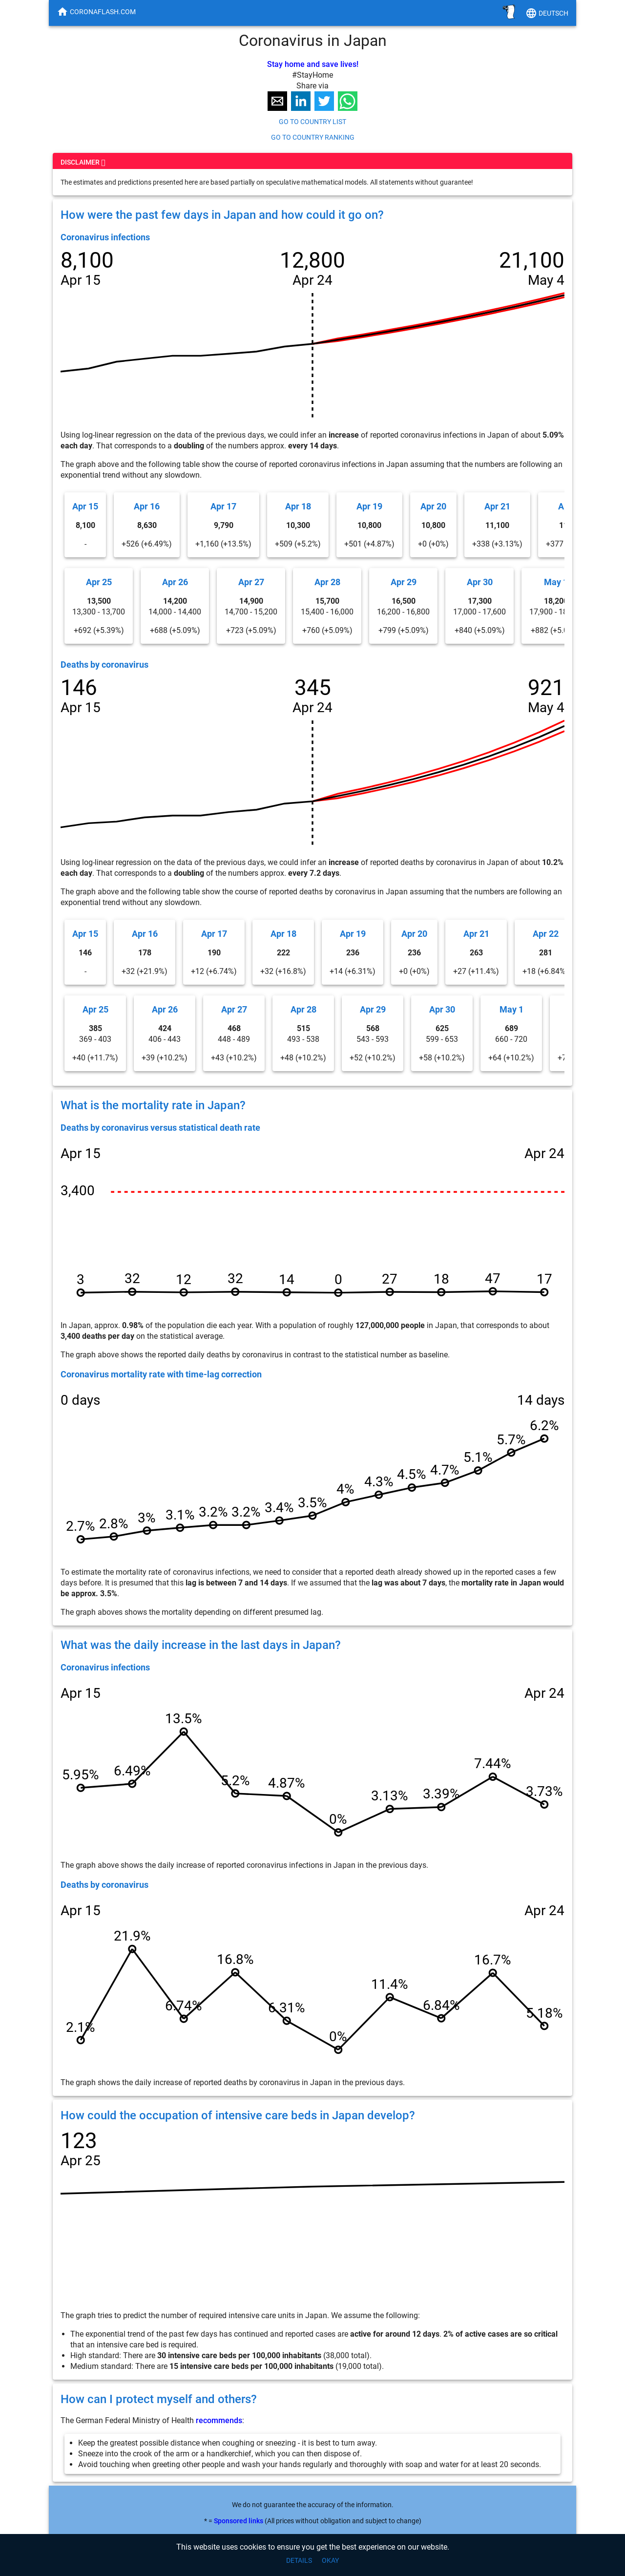 CORONAFLASH.COM
DEUTSCH
Coronavirus in Japan
Stay home and save lives!
#StayHome
Share via
GO TO COUNTRY LIST
GO TO COUNTRY RANKING
DISCLAIMER
The estimates and predictions presented here are based partially on speculative mathematical models. All statements without guarantee!
How were the past few days in Japan and how could it go on?
Coronavirus infections
8,100 12,800 21,100
Apr 15 Apr 24 May 4
Using log-linear regression on the data of the previous days, we could infer an increase of reported coronavirus infections in Japan of about 5.09%
each day. That corresponds to a doubling of the numbers approx. every 14 days.
The graph above and the following table show the course of reported coronavirus infections in Japan assuming that the numbers are following an
exponential trend without any slowdown.
Apr 15 Apr 16 Apr 17 Apr 18 Apr 19 Apr 20 Apr 21
8,100 8,630 9,790 10,300 10,800 10,800 11,100
- +526 (+6.49%) +1,160 (+13.5%) +509 (+5.2%) +501 (+4.87%) +0 (+0%) +338 (+3.13%) +377
Apr 25 Apr 26 Apr 27 Apr 28 Apr 29 Apr 30 May
13,500 14,200 14,900 15,700 16,500 17,300 18,200
13,300 - 13,700 14,000 - 14,400 14,700 - 15,200 15,400 - 16,000 16,200 - 16,800 17,000 - 17,600 17,900 - 18
+692 (+5.39%) +688 (+5.09%) +723 (+5.09%) +760 (+5.09%) +799 (+5.09%) +840 (+5.09%) +882 (+5.0
Deaths by coronavirus
146 345 921
Apr 15 Apr 24 May 4
Using log-linear regression on the data of the previous days, we could infer an increase of reported deaths by coronavirus in Japan of about 10.2%
each day. That corresponds to a doubling of the numbers approx. every 7.2 days.
The graph above and the following table show the course of reported deaths by coronavirus in Japan assuming that the numbers are following an
exponential trend without any slowdown.
Apr 15 Apr 16 Apr 17 Apr 18 Apr 19 Apr 20 Apr 21 Apr 22
146 178 190 222 236 236 263 281
- +32 (+21.9%) +12 (+6.74%) +32 (+16.8%) +14 (+6.31%) +0 (+0%) +27 (+11.4%) +18 (+6.84%
Apr 25 Apr 26 Apr 27 Apr 28 Apr 29 Apr 30 May 1
385 424 468 515 568 625 689
369 - 403 406 - 443 448 - 489 493 - 538 543 - 593 599 - 653 660 - 720
+40 (+11.7%) +39 (+10.2%) +43 (+10.2%) +48 (+10.2%) +52 (+10.2%) +58 (+10.2%) +64 (+10.2%)
What is the mortality rate in Japan?
Deaths by coronavirus versus statistical death rate
Apr 15 Apr 24
3,400
3 32 12 32 14 0 27 18 47 17
In Japan, approx. 0.98% of the population die each year. With a population of roughly 127,000,000 people in Japan, that corresponds to about
3,400 deaths per day on the statistical average.
The graph above shows the reported daily deaths by coronavirus in contrast to the statistical number as baseline.
Coronavirus mortality rate with time-lag correction
0 days 14 days
2.7% 2.8% 3% 3.1% 3.2% 3.2% 3.4% 3.5% 4% 4.3% 4.5% 4.7% 5.1% 5.7% 6.2%
To estimate the mortality rate of coronavirus infections, we need to consider that a reported death already showed up in the reported cases a few
days before. It is presumed that this lag is between 7 and 14 days. If we assumed that the lag was about 7 days, the mortality rate in Japan would
be approx. 3.5%.
The graph aboves shows the mortality depending on different presumed lag.
What was the daily increase in the last days in Japan?
Coronavirus infections
Apr 15 Apr 24
5.95% 6.49% 13.5% 5.2% 4.87% 0% 3.13% 3.39% 7.44% 3.73%
The graph above shows the daily increase of reported coronavirus infections in Japan in the previous days.
Deaths by coronavirus
Apr 15 Apr 24
2.1% 21.9% 6.74% 16.8% 6.31% 0% 11.4% 6.84% 16.7% 5.18%
The graph shows the daily increase of reported deaths by coronavirus in Japan in the previous days.
How could the occupation of intensive care beds in Japan develop?
123
Apr 25
The graph tries to predict the number of required intensive care units in Japan. We assume the following:
• The exponential trend of the past few days has continued and reported cases are active for around 12 days. 2% of active cases are so critical
that an intensive care bed is required.
• High standard: There are 30 intensive care beds per 100,000 inhabitants (38,000 total).
• Medium standard: There are 15 intensive care beds per 100,000 inhabitants (19,000 total).
How can I protect myself and others?
The German Federal Ministry of Health recommends:
• Keep the greatest possible distance when coughing or sneezing - it is best to turn away.
• Sneeze into the crook of the arm or a handkerchief, which you can then dispose of.
• Avoid touching when greeting other people and wash your hands regularly and thoroughly with soap and water for at least 20 seconds.
We do not guarantee the accuracy of the information.
* = Sponsored links (All prices without obligation and subject to change)
This website uses cookies to ensure you get the best experience on our website.
DETAILS OKAY